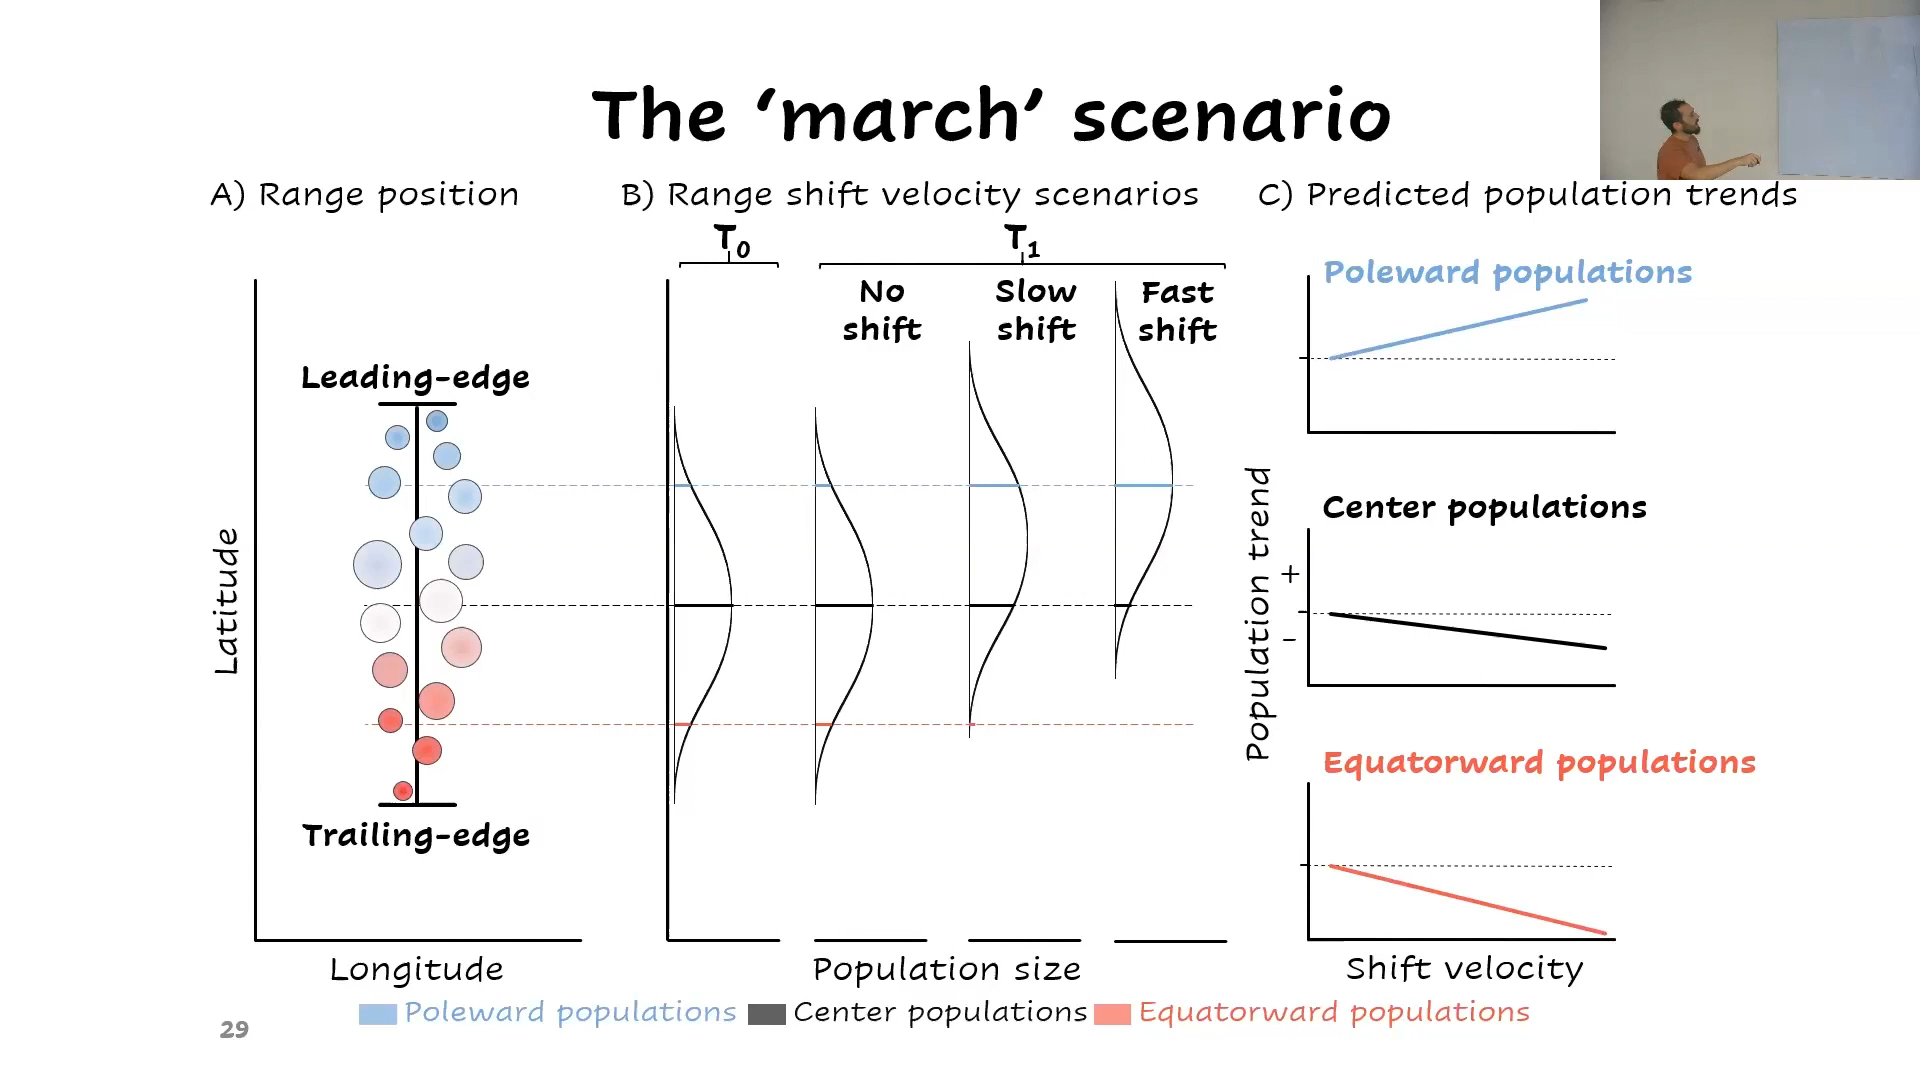 The ‘march’ scenario
A) Range position
B) Range shift velocity scenarios
C) Predicted population trends
T0
T1
No
shift
Slow
shift
Fast
shift
Leading-edge
Trailing-edge
Latitude
Longitude
Population size
Poleward populations
Center populations
Equatorward populations
Population trend
+
-
Shift velocity
Poleward populations Center populations Equatorward populations
29